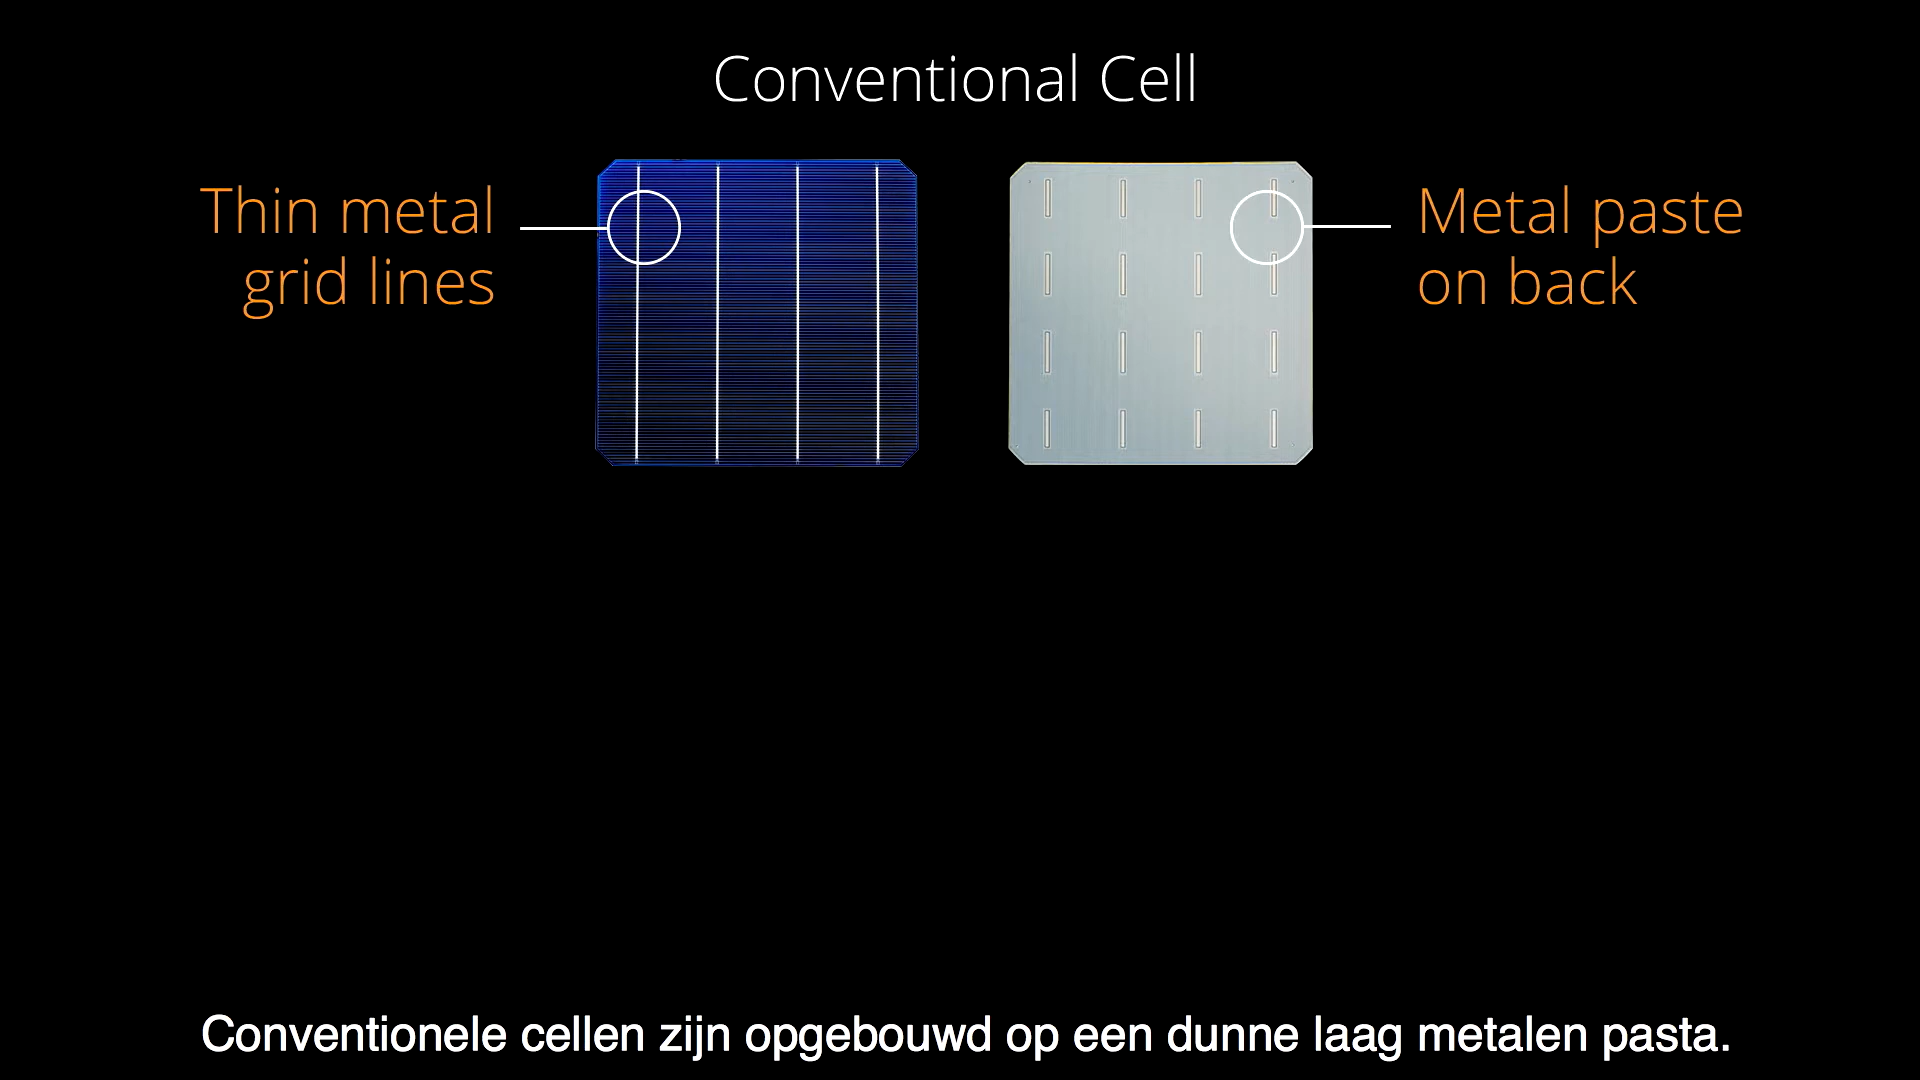 Conventional Cell
Thin metal
grid lines
Metal paste
on back
Conventionele cellen zijn opgebouwd op een dunne laag metalen pasta.